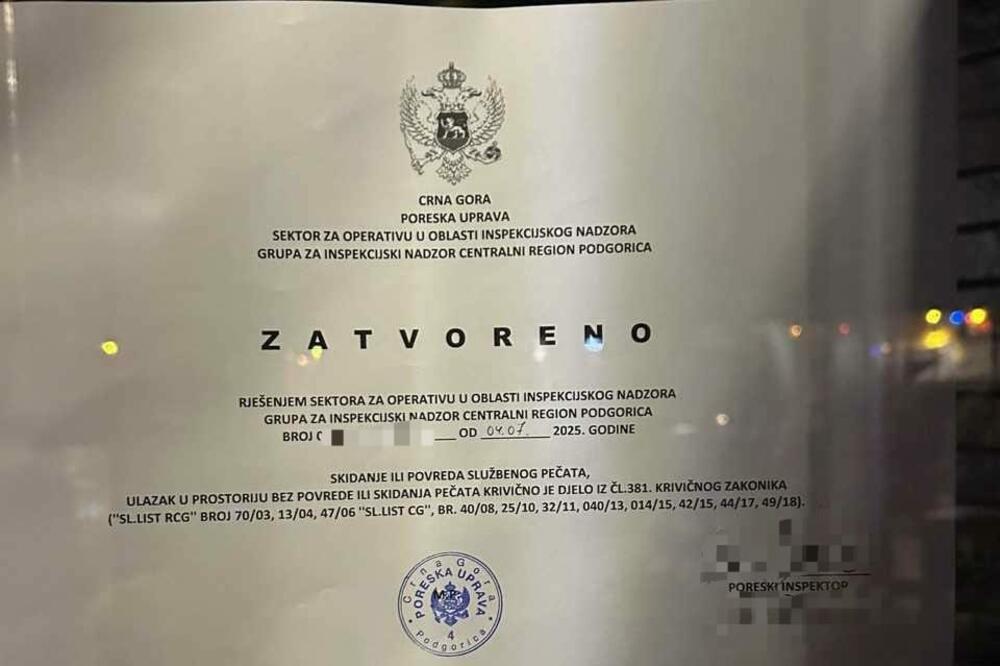 CRNA GORA
PORESKA UPRAVA
SEKTOR ZA OPERATIVU U OBLASTI INSPEKCIJSKOG NADZORA
GRUPA ZA INSPEKCIJSKI NADZOR CENTRALNI REGION PODGORICA
ZATVORENO
RJEŠENJEM SEKTORA ZA OPERATIVU U OBLASTI INSPEKCIJSKOG NADZORA
GRUPA ZA INSPEKCIJSKI NADZOR CENTRALNI REGION PODGORICA
BROJ OD 04.07. 2025. GODINE
SKIDANJE ILI POVREDA SLUŽBENOG PEČATA,
ULAZAK U PROSTORIJU BEZ POVREDE ILI SKIDANJA PEČATA KRIVIČNO JE DJELO IZ ČL.381. KRIVIČNOG ZAKONIKA
("SL.LIST RCG" BROJ 70/03, 13/04, 47/06 "SL.LIST CG", BR. 40/08, 25/10, 32/11, 040/13, 014/15, 42/15, 44/17, 49/18).
Crna Gora
PORESKA UPRAVA
M.P.
4
Podgorica
PORESKI INSPEKTOR